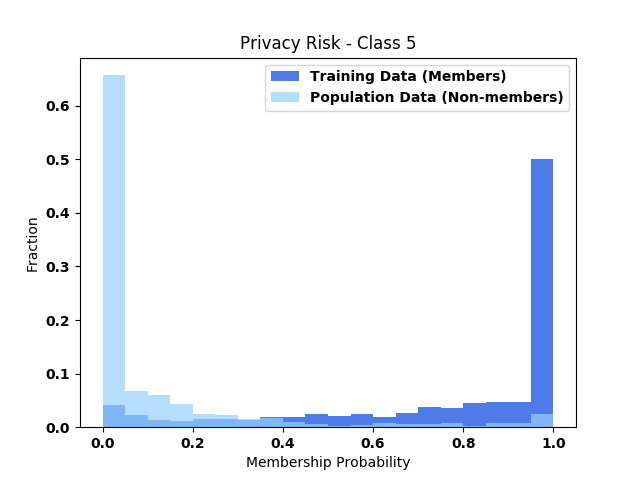 Privacy Risk - Class 5
Training Data (Members)
Population Data (Non-members)
0.6
0.5
0.4
0.3
0.2
0.1
0.0
Fraction
0.0 0.2 0.4 0.6 0.8 1.0
Membership Probability